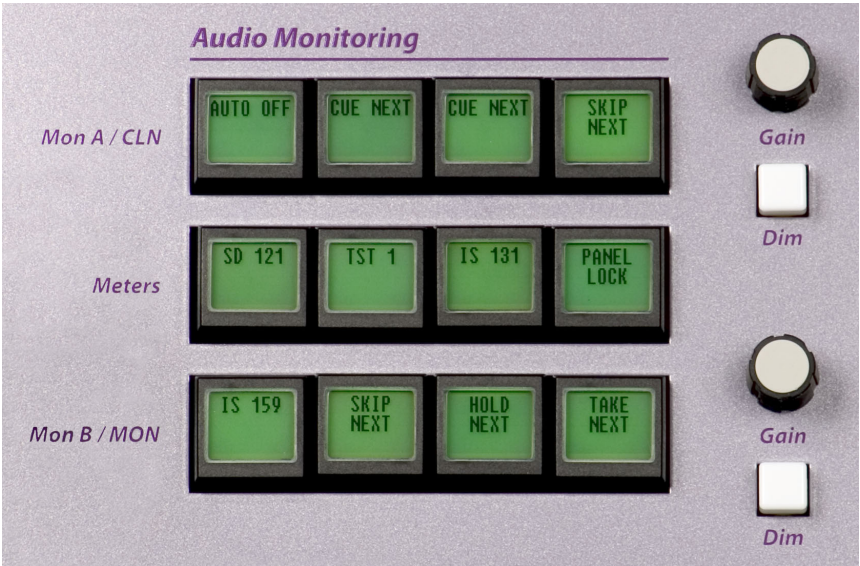 Audio Monitoring
Mon A / CLN
AUTO OFF
CUE NEXT
CUE NEXT
SKIP
NEXT
Gain
Dim
Meters
SD 121
TST 1
IS 131
PANEL
LOCK
Mon B / MON
IS 159
SKIP
NEXT
HOLD
NEXT
TAKE
NEXT
Gain
Dim